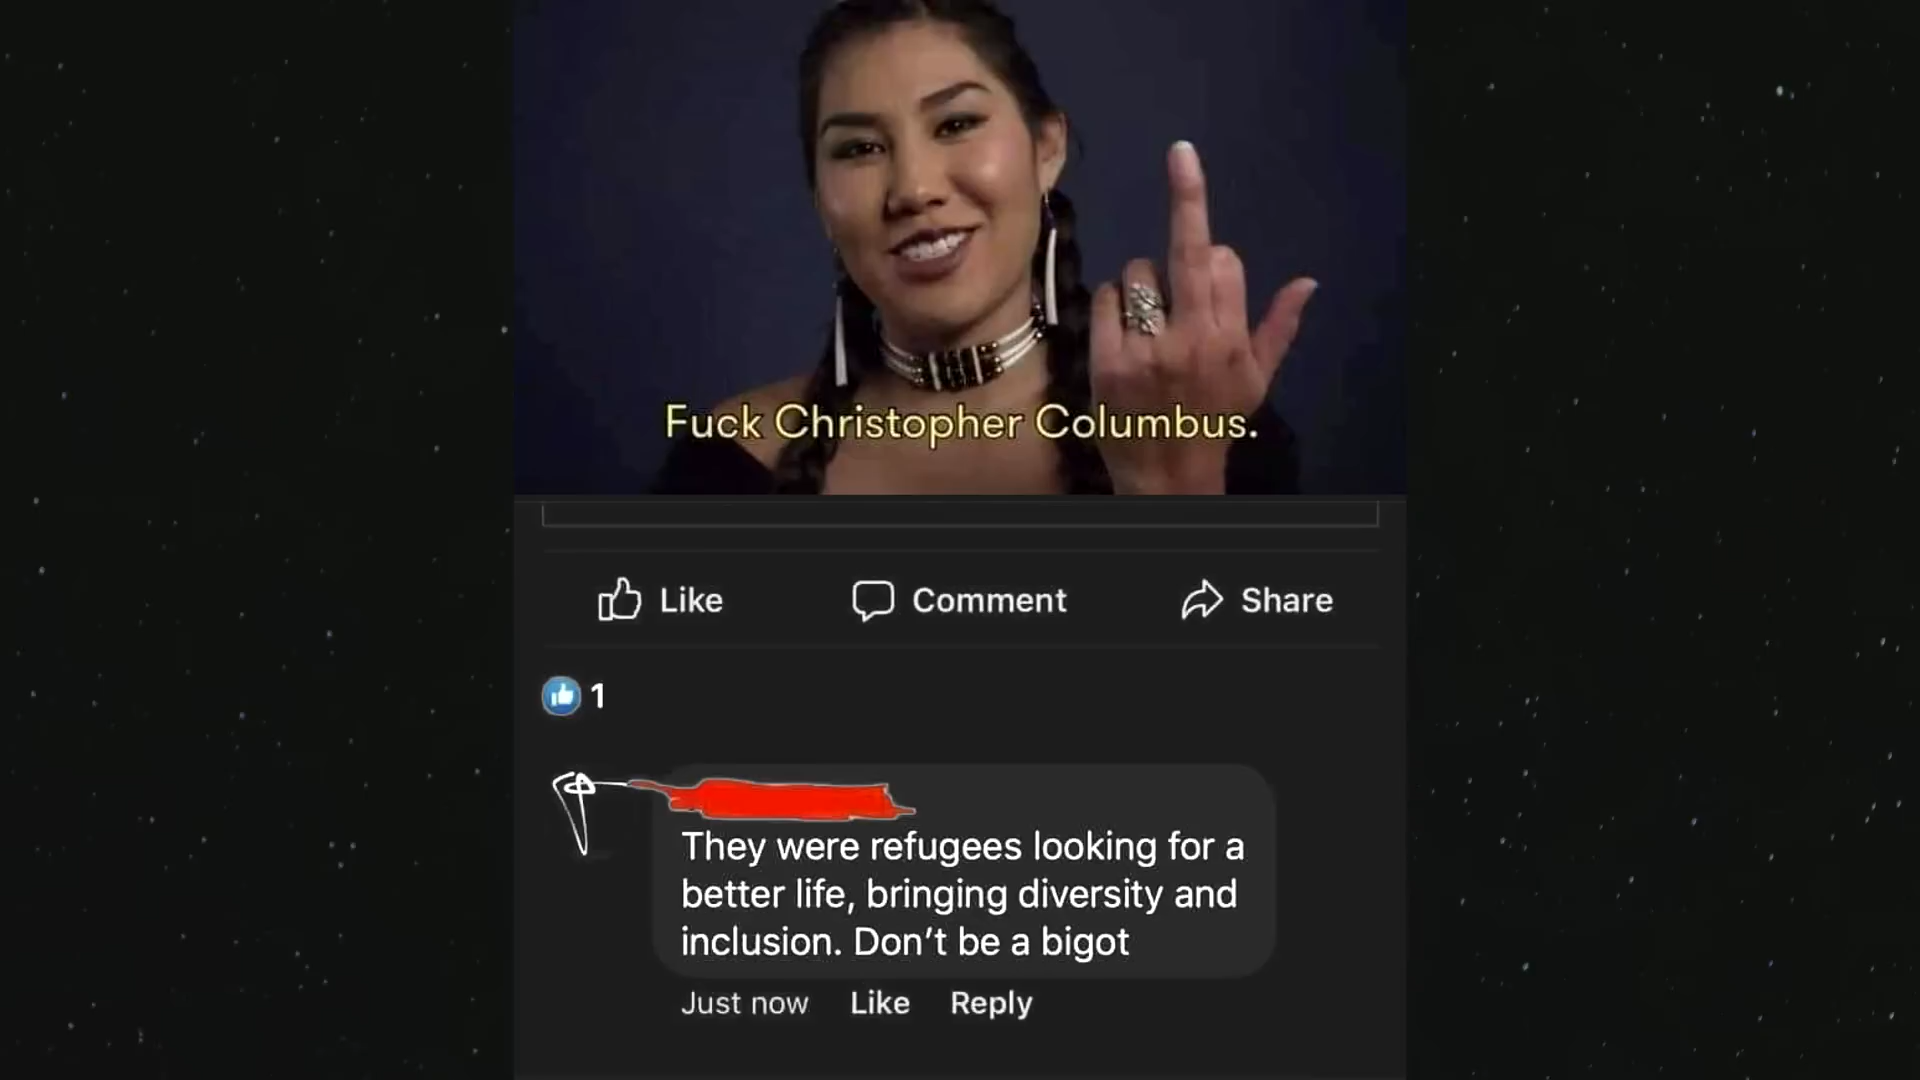 Fuck Christopher Columbus.
Like
Comment
Share
1
They were refugees looking for a
better life, bringing diversity and
inclusion. Don't be a bigot
Just now
Like
Reply